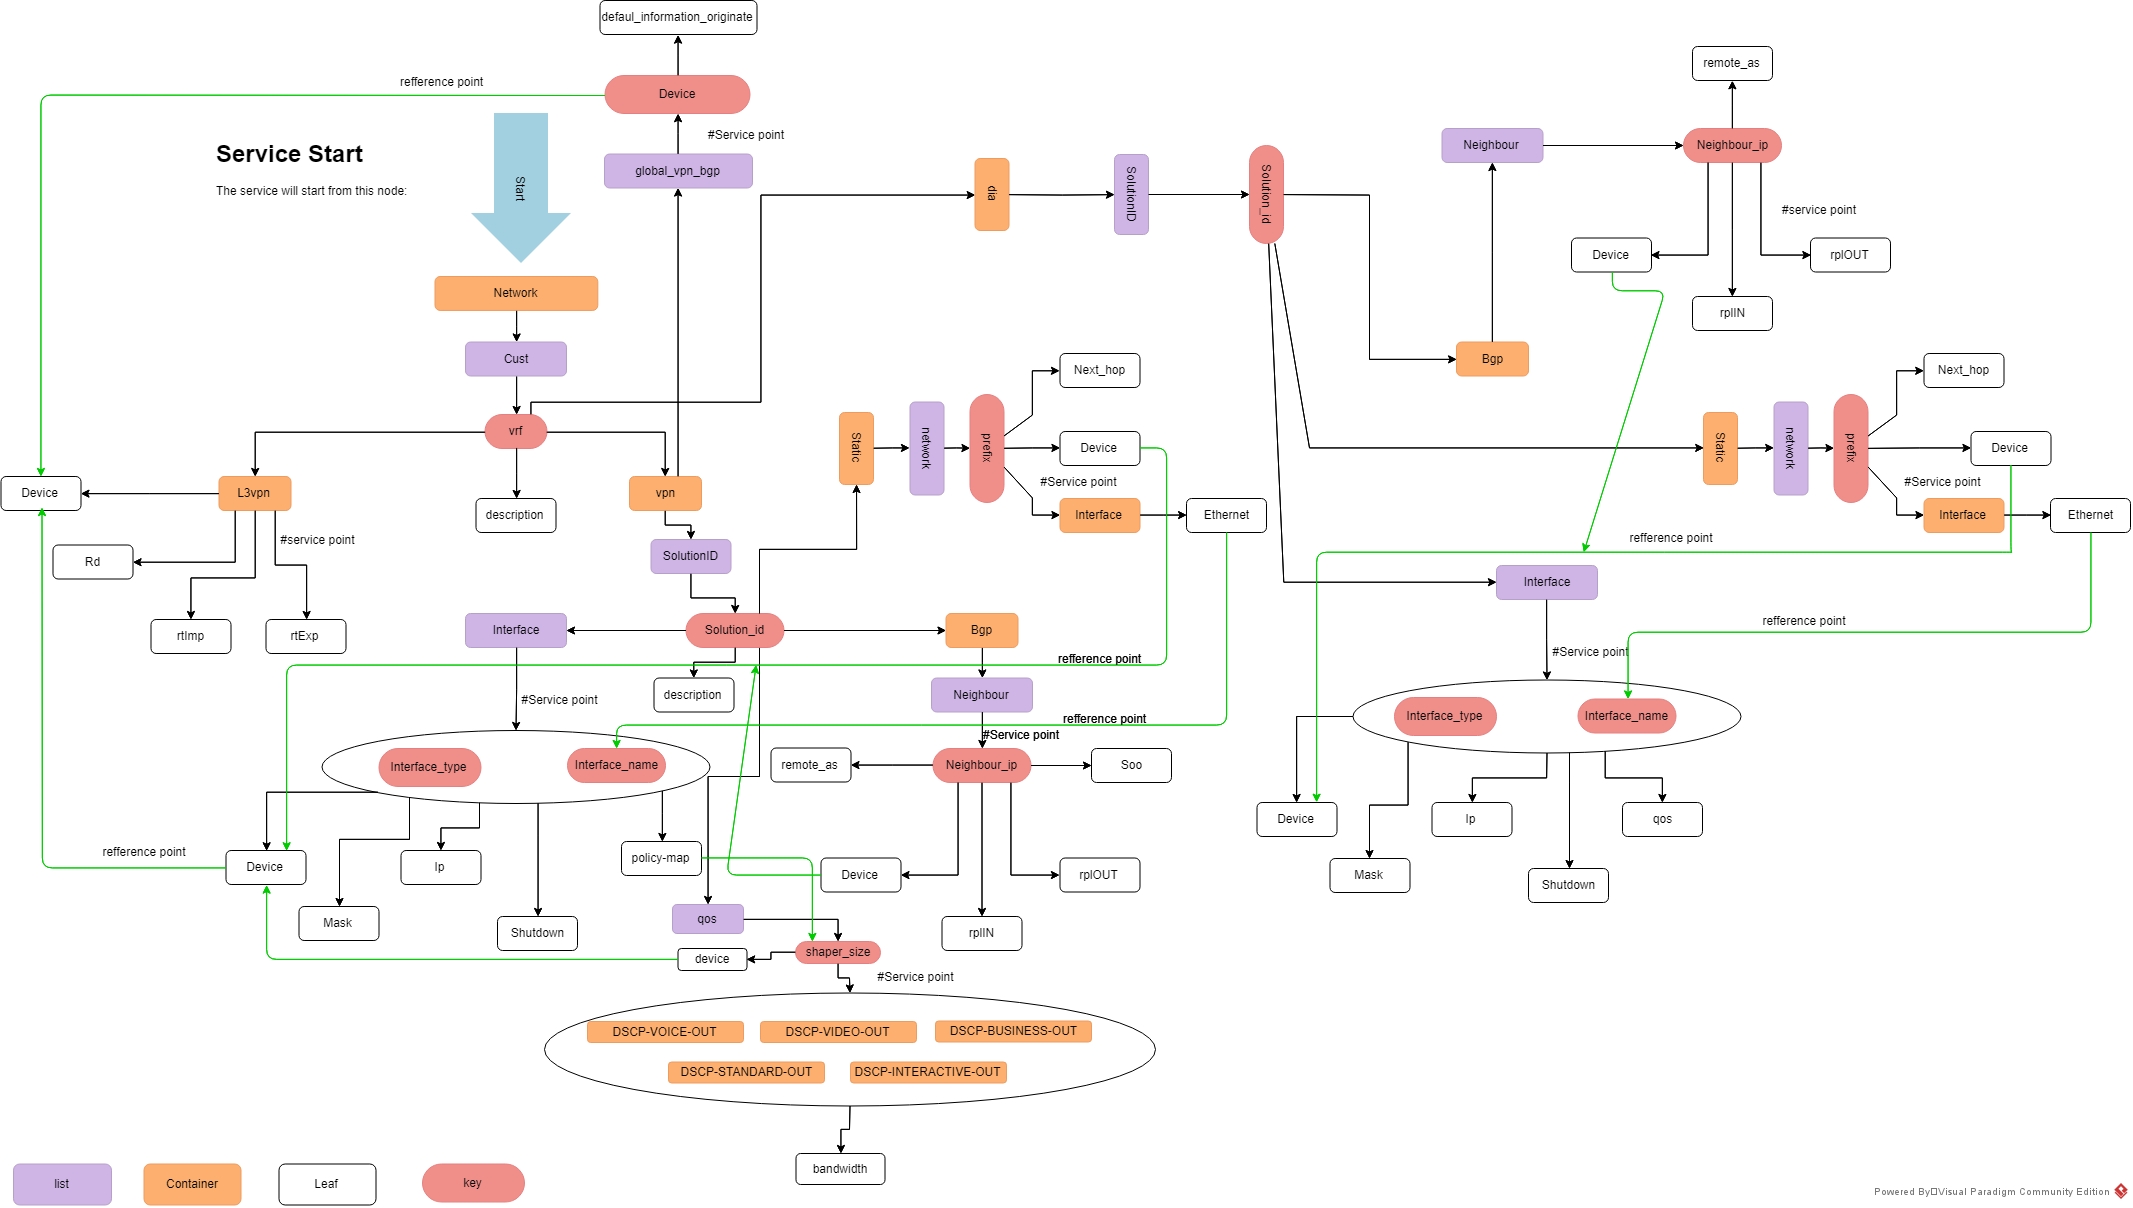 defaul_information_originate
refference point
Device
#Service point
global_vpn_bgp
Service Start
The service will start from this node:
Start
Network
Cust
vrf
description
L3vpn
Device
Rd
#service point
rtImp
rtExp
vpn
SolutionID
Solution_id
description
Interface
Bgp
dia
SolutionID
Solution_id
remote_as
Neighbour
Neighbour_ip
#service point
Device
rplOUT
rplIN
Bgp
Static
network
prefix
Next_hop
Device
#Service point
Interface
Ethernet
Static
network
prefix
Next_hop
Device
#Service point
Interface
Ethernet
refference point
Interface
refference point
#Service point
Interface_type
Interface_name
Device
Mask
Ip
Shutdown
qos
refference point
#Service point
Neighbour
refference point
#Service point
Interface_type
Interface_name
remote_as
Neighbour_ip
Soo
refference point
Device
Mask
Ip
Shutdown
policy-map
Device
rplOUT
rplIN
qos
shaper_size
device
#Service point
DSCP-VOICE-OUT
DSCP-VIDEO-OUT
DSCP-BUSINESS-OUT
DSCP-STANDARD-OUT
DSCP-INTERACTIVE-OUT
bandwidth
list
Container
Leaf
key
Powered By□Visual Paradigm Community Edition